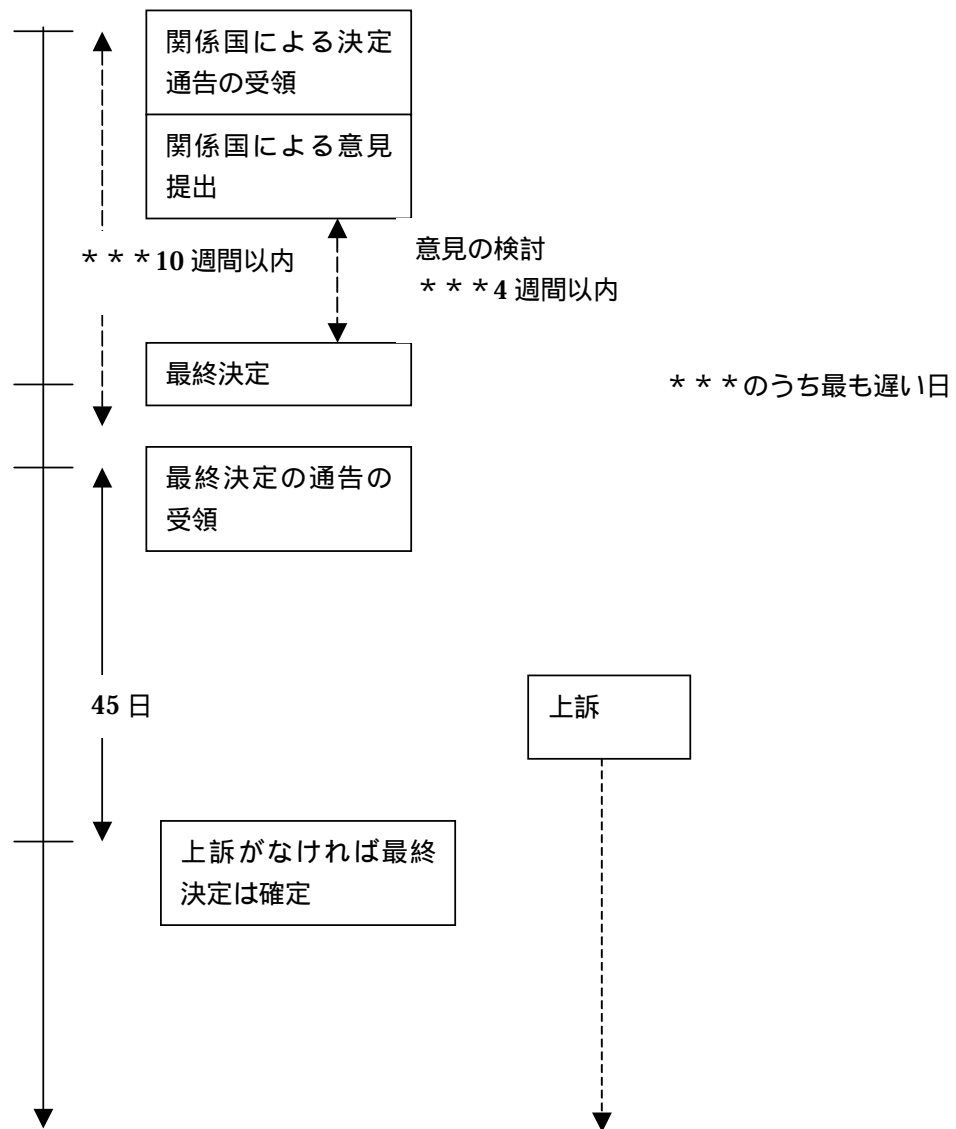 関係国による決定
通告の受領
関係国による意見
提出
＊＊＊10 週間以内
意見の検討
＊＊＊4 週間以内
最終決定
＊＊＊のうち最も遅い日
最終決定の通告の
受領
45 日
上訴
上訴がなければ最終
決定は確定